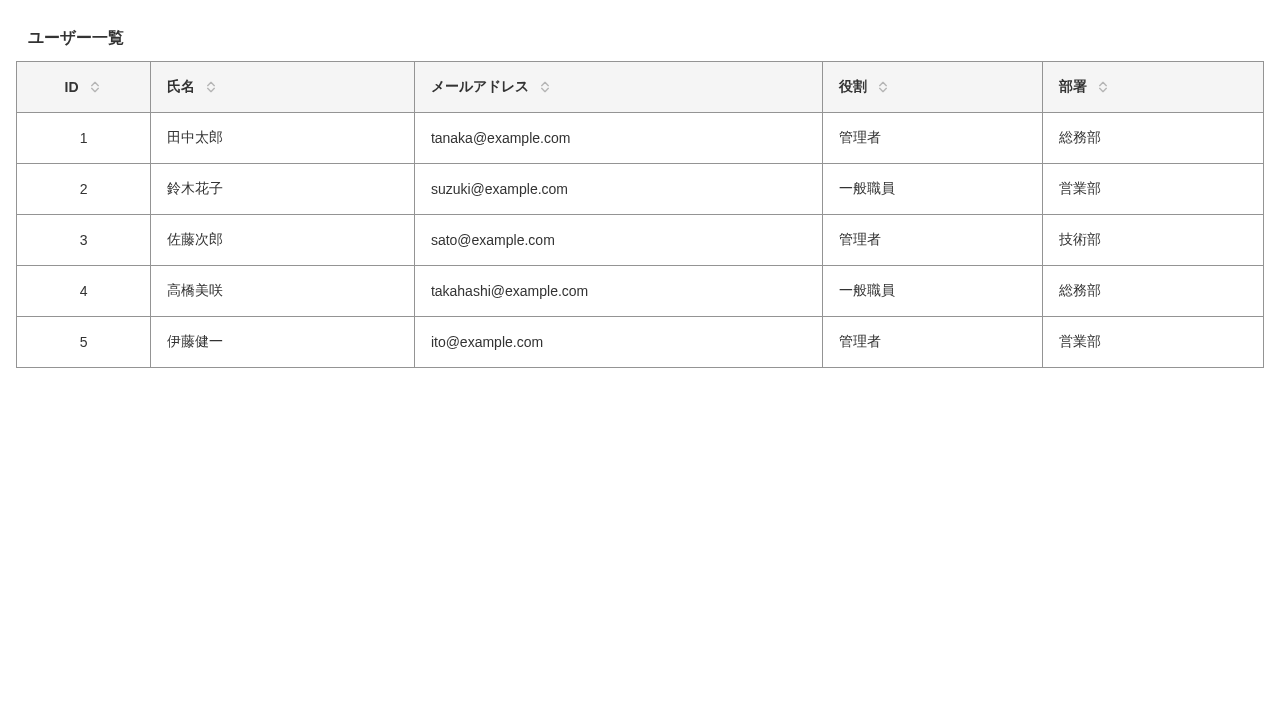 ユーザー一覧
ID 氏名 メールアドレス 役割 部署
1 田中太郎 tanaka@example.com 管理者 総務部
2 鈴木花子 suzuki@example.com 一般職員 営業部
3 佐藤次郎 sato@example.com 管理者 技術部
4 高橋美咲 takahashi@example.com 一般職員 総務部
5 伊藤健一 ito@example.com 管理者 営業部